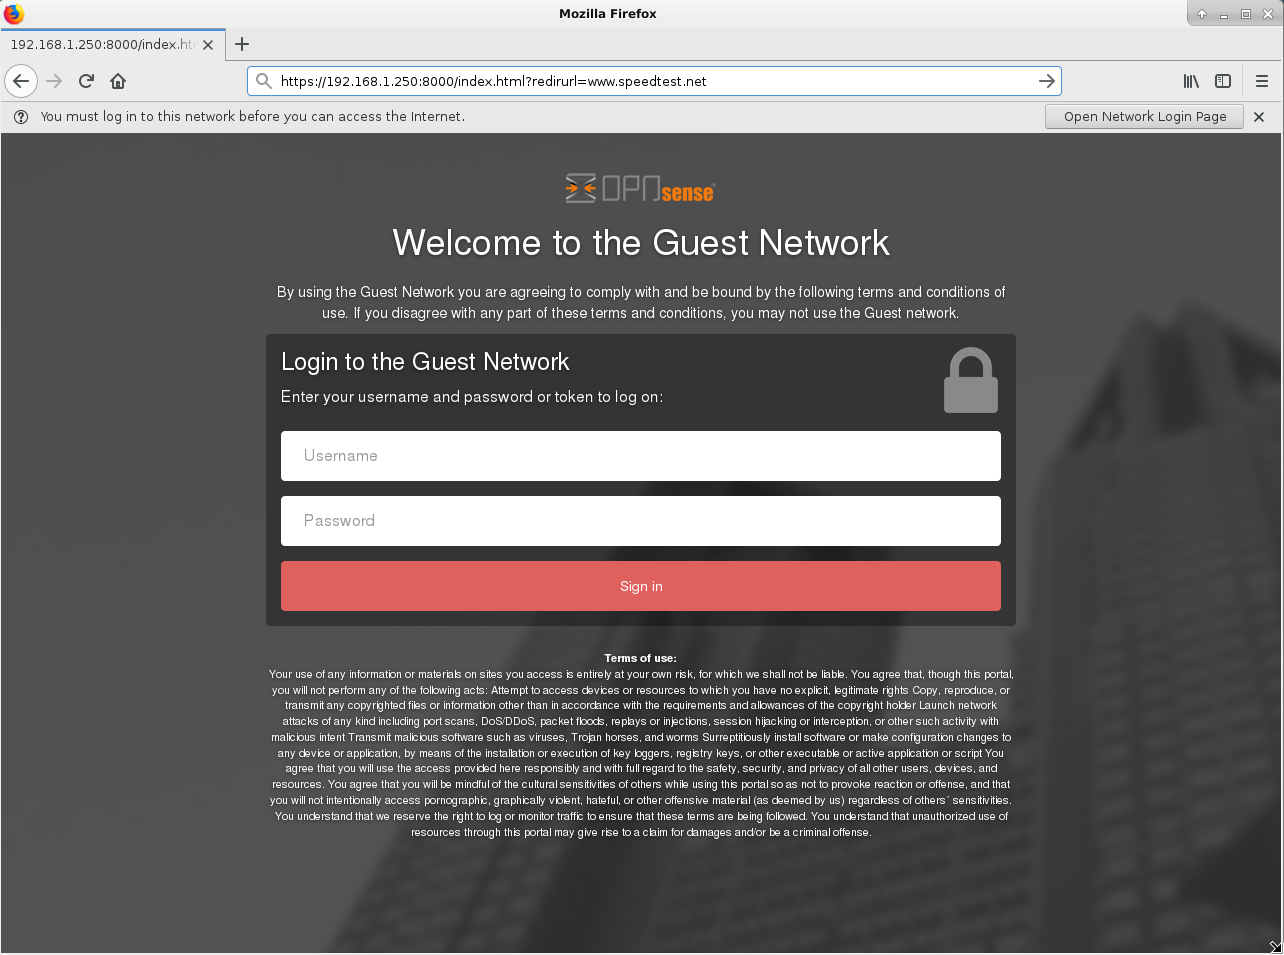 Mozilla Firefox
192.168.1.250:8000/index.ht
https://192.168.1.250:8000/index.html?redirurl=www.speedtest.net
You must log in to this network before you can access the Internet.
Open Network Login Page
OPNsense
Welcome to the Guest Network
By using the Guest Network you are agreeing to comply with and be bound by the following terms and conditions of
use. If you disagree with any part of these terms and conditions, you may not use the Guest network.
Login to the Guest Network
Enter your username and password or token to log on:
Username
Password
Sign in
Terms of use:
Your use of any information or materials on sites you access is entirely at your own risk, for which we shall not be liable. You agree that, though this portal,
you will not perform any of the following acts: Attempt to access devices or resources to which you have no explicit, legitimate rights Copy, reproduce, or
transmit any copyrighted files or information other than in accordance with the requirements and allowances of the copyright holder Launch network
attacks of any kind including port scans, DoS/DDoS, packet floods, replays or injections, session hijacking or interception, or other such activity with
malicious intent Transmit malicious software such as viruses, Trojan horses, and worms Surreptitiously install software or make configuration changes to
any device or application, by means of the installation or execution of key loggers, registry keys, or other executable or active application or script You
agree that you will use the access provided here responsibly and with full regard to the safety, security, and privacy of all other users, devices, and
resources. You agree that you will be mindful of the cultural sensitivities of others while using this portal so as not to provoke reaction or offense, and that
you will not intentionally access pornographic, graphically violent, hateful, or other offensive material (as deemed by us) regardless of others´ sensitivities.
You understand that we reserve the right to log or monitor traffic to ensure that these terms are being followed. You understand that unauthorized use of
resources through this portal may give rise to a claim for damages and/or be a criminal offense.